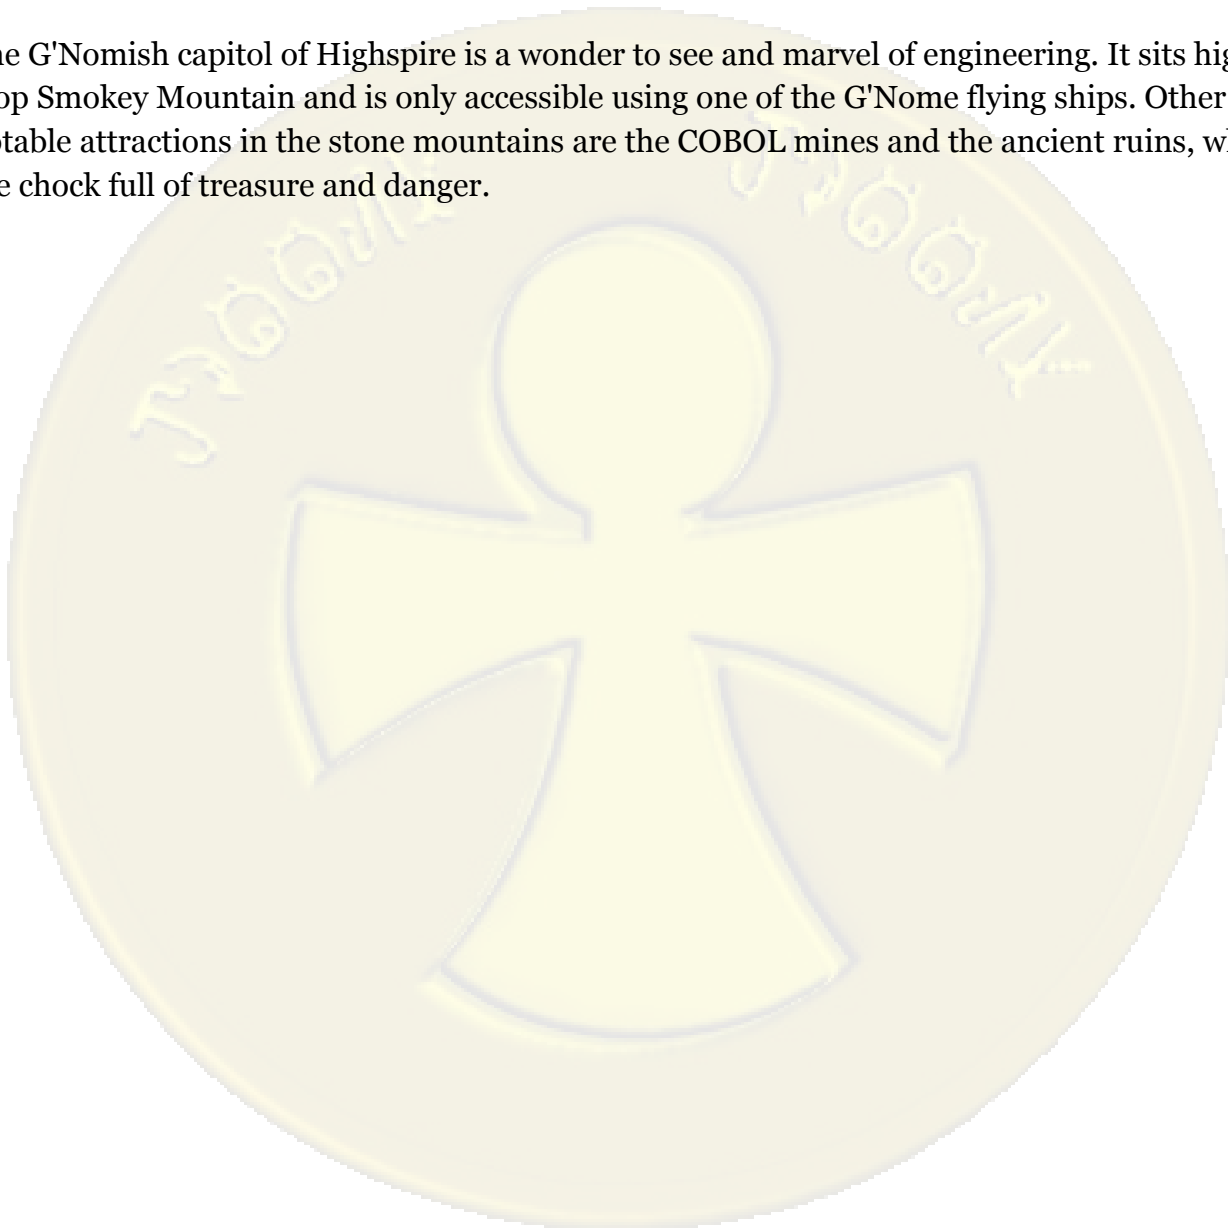 he G'Nomish capitol of Highspire is a wonder to see and marvel of engineering. It sits hig
op Smokey Mountain and is only accessible using one of the G'Nome flying ships. Other
otable attractions in the stone mountains are the COBOL mines and the ancient ruins, wh
e chock full of treasure and danger.